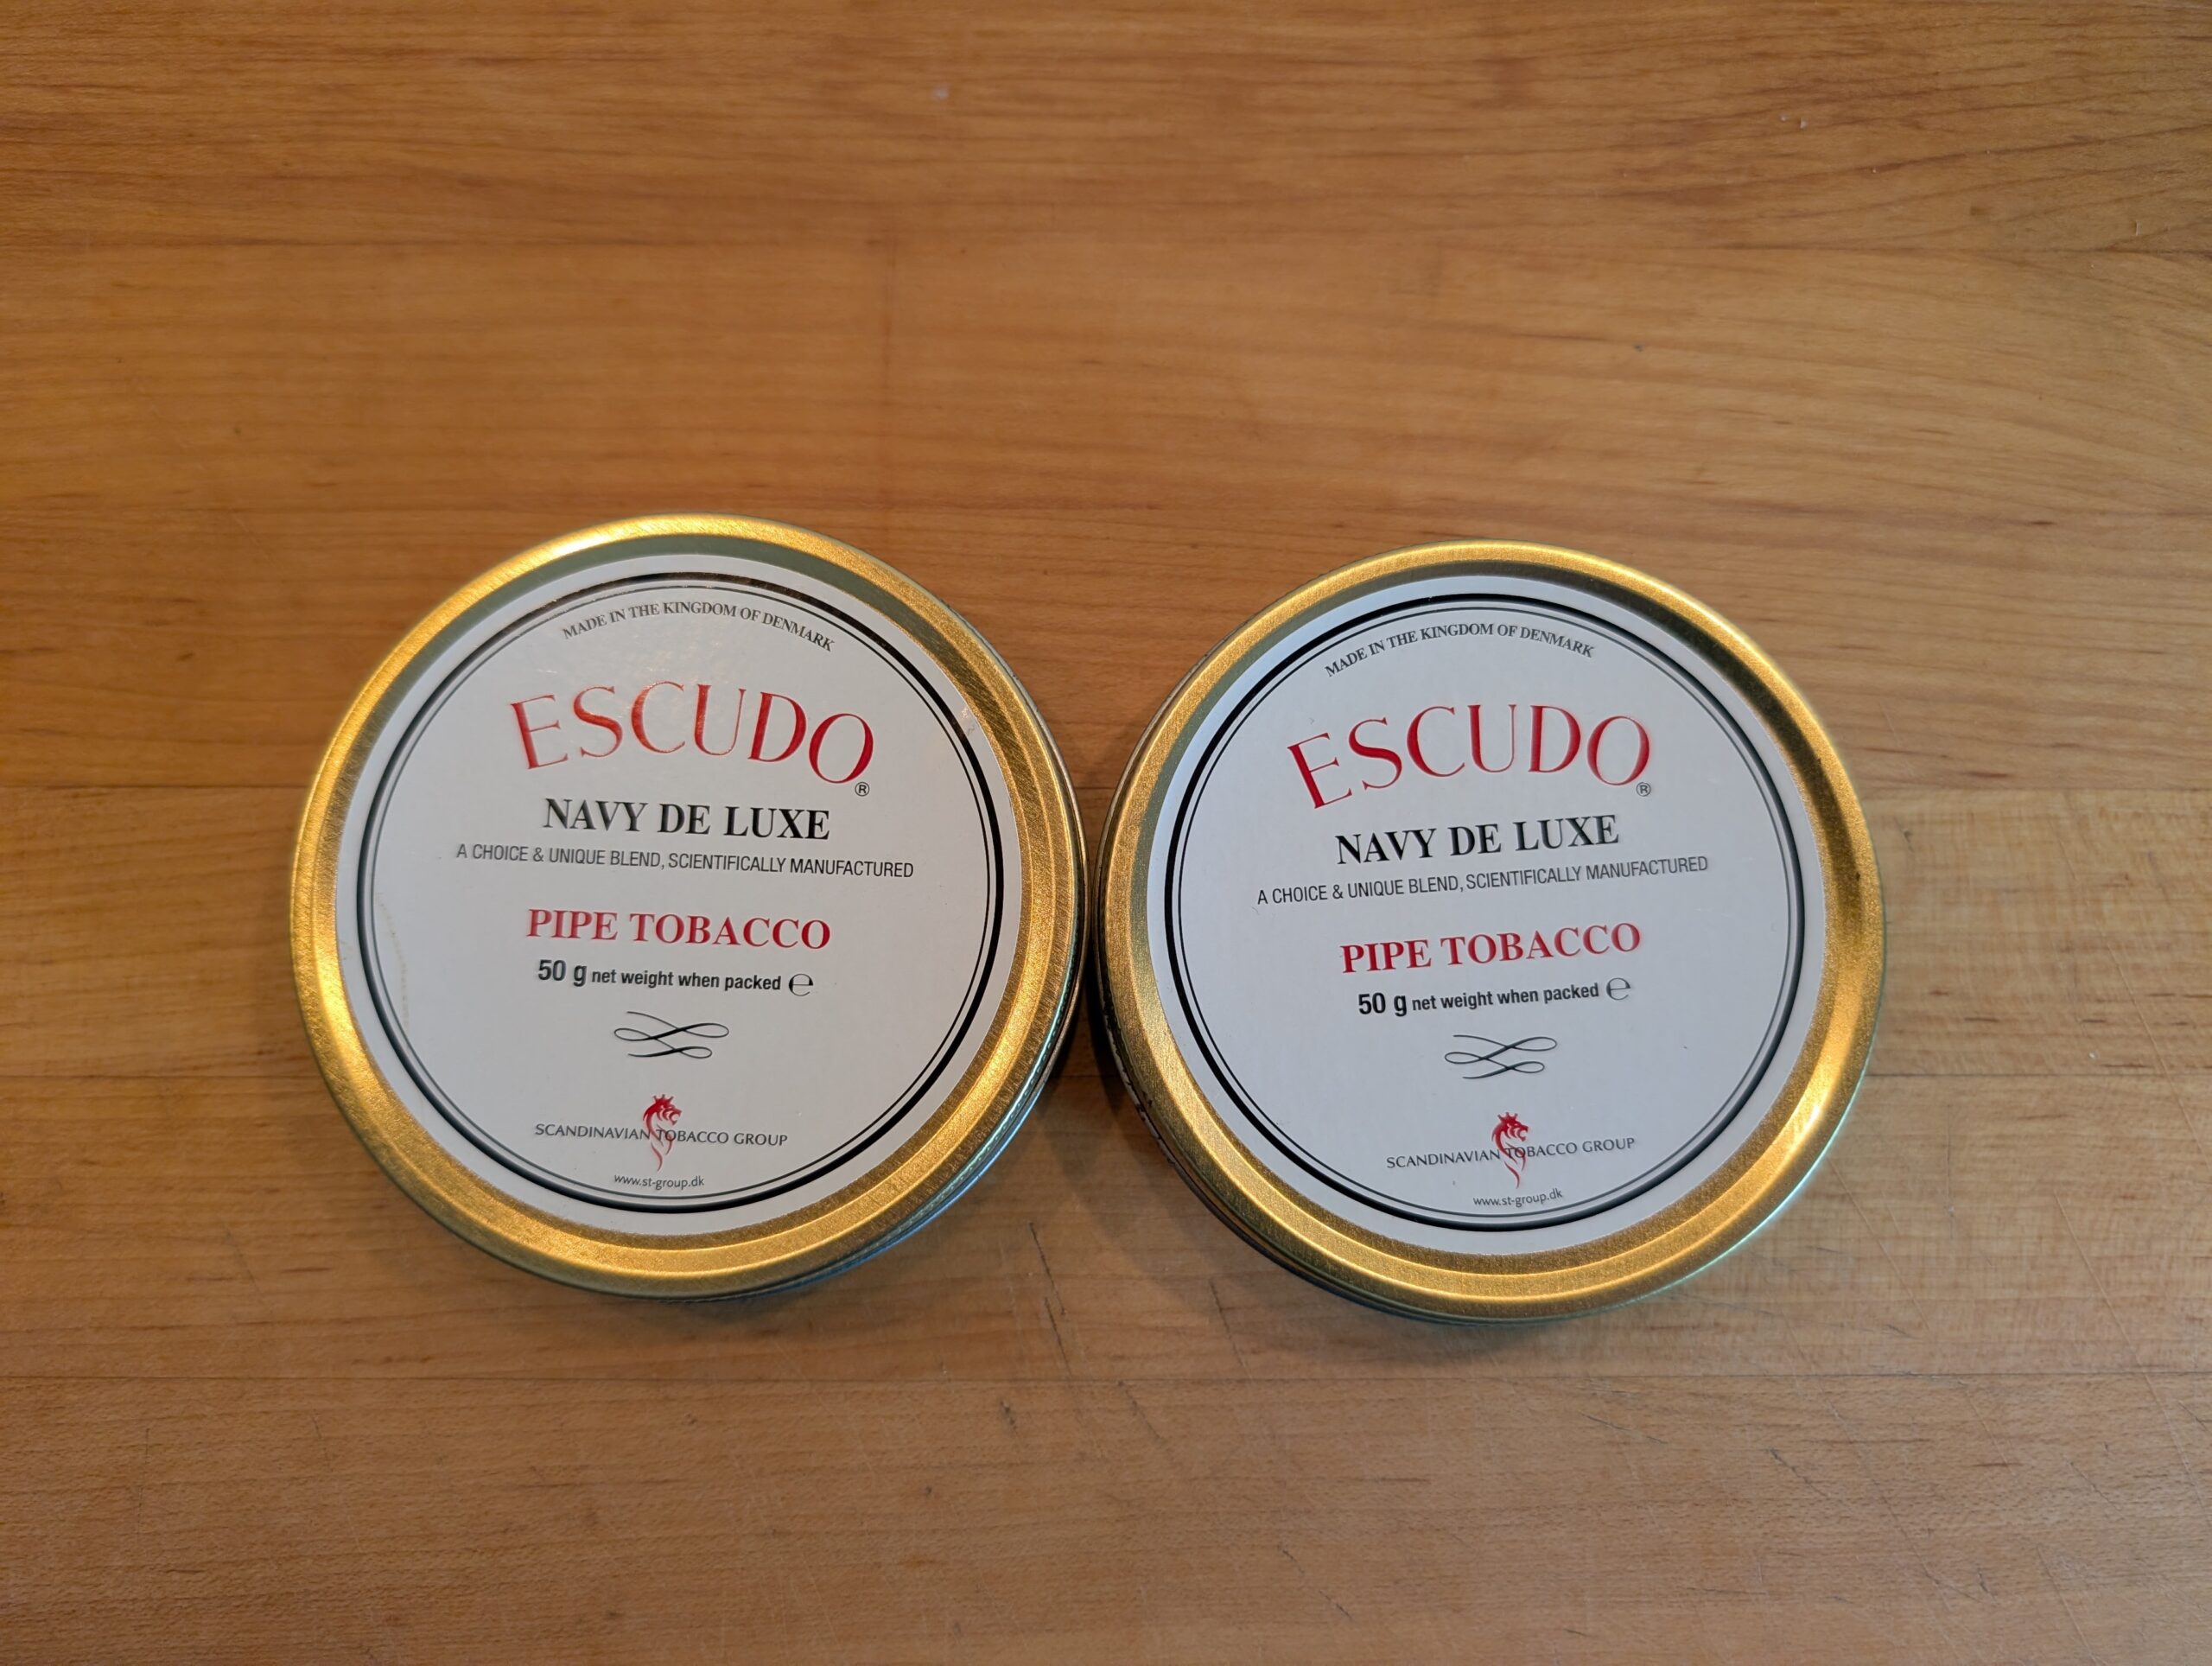 MADE IN THE KINGDOM OF DENMARK
ESCUDO®
NAVY DE LUXE
A CHOICE & UNIQUE BLEND, SCIENTIFICALLY MANUFACTURED
PIPE TOBACCO
50 g net weight when packed ℮
SCANDINAVIAN TOBACCO GROUP
www.st-group.dk
MADE IN THE KINGDOM OF DENMARK
ESCUDO®
NAVY DE LUXE
A CHOICE & UNIQUE BLEND, SCIENTIFICALLY MANUFACTURED
PIPE TOBACCO
50 g net weight when packed ℮
SCANDINAVIAN TOBACCO GROUP
www.st-group.dk